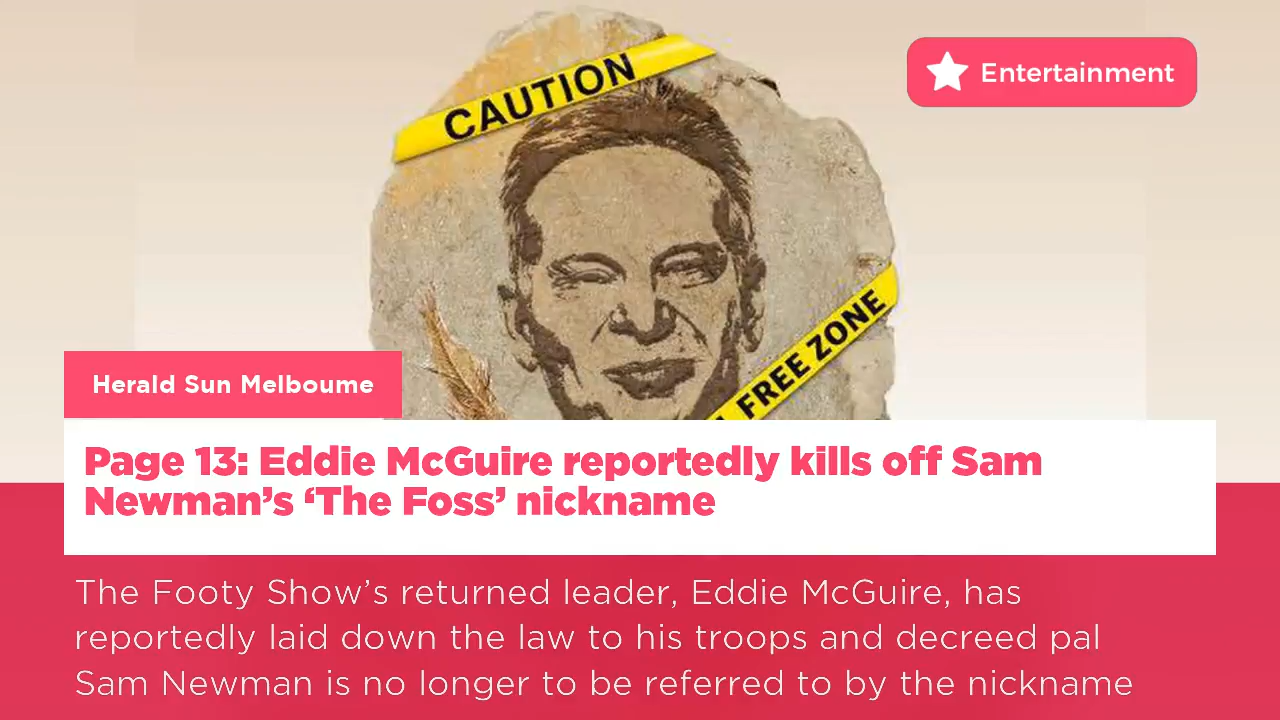 CAUTION
Entertainment
FREE ZONE
Herald Sun Melboume
Page 13: Eddie McGuire reportedly kills off Sam
Newman’s ‘The Foss’ nickname
The Footy Show’s returned leader, Eddie McGuire, has
reportedly laid down the law to his troops and decreed pal
Sam Newman is no longer to be referred to by the nickname